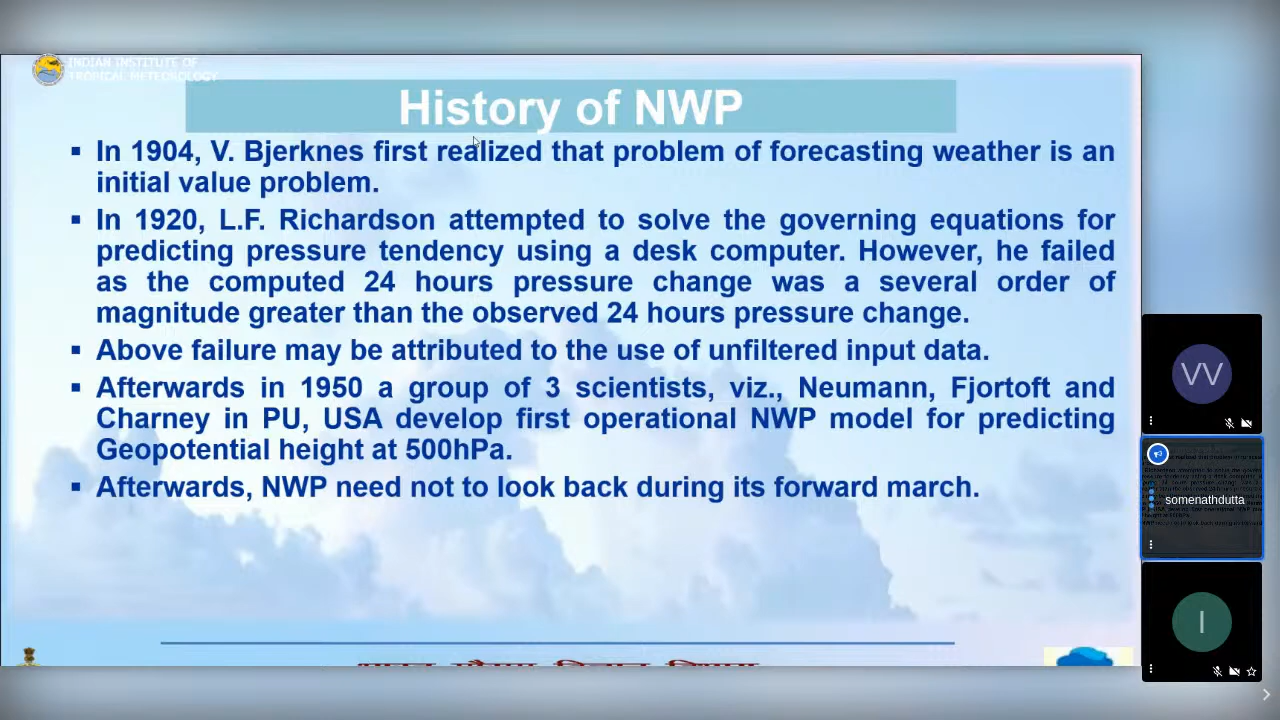 INDIAN INSTITUTE OF
TROPICAL METEOROLOGY
History of NWP
▪ In 1904, V. Bjerknes first realized that problem of forecasting weather is an
initial value problem.
▪ In 1920, L.F. Richardson attempted to solve the governing equations for
predicting pressure tendency using a desk computer. However, he failed
as the computed 24 hours pressure change was a several order of
magnitude greater than the observed 24 hours pressure change.
▪ Above failure may be attributed to the use of unfiltered input data.
▪ Afterwards in 1950 a group of 3 scientists, viz., Neumann, Fjortoft and
Charney in PU, USA develop first operational NWP model for predicting
Geopotential height at 500hPa.
▪ Afterwards, NWP need not to look back during its forward march.
VV
somenathdutta
I